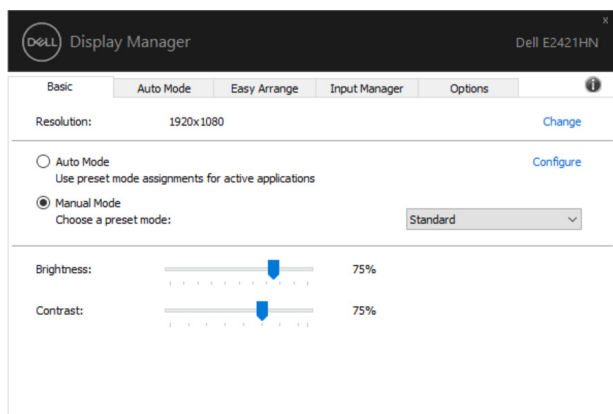 x
DELL Display Manager Dell E2421HN
Basic Auto Mode Easy Arrange Input Manager Options i
Resolution: 1920x1080 Change
Auto Mode Configure
Use preset mode assignments for active applications
Manual Mode
Choose a preset mode: Standard
Brightness: 75%
Contrast: 75%